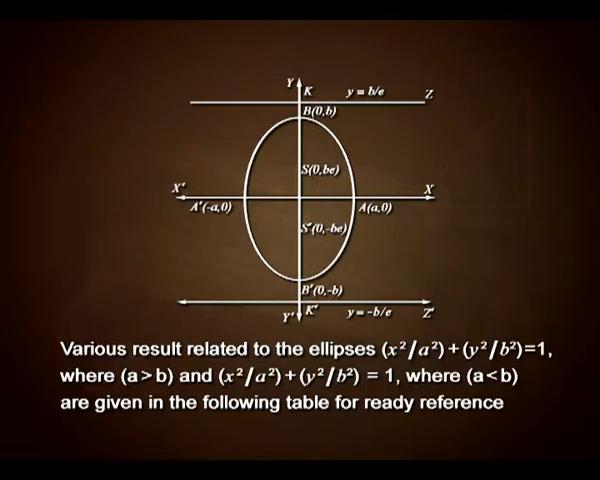 Y
K
y = b/e
Z
B(0,b)
S(0,be)
X′
X
A′(-a,0)
A(a,0)
S′(0,-be)
B′(0,-b)
Y′
K′
y = -b/e
Z′
Various result related to the ellipses (x²/a²)+(y²/b²)=1,
where (a>b) and (x²/a²)+(y²/b²) = 1, where (a<b)
are given in the following table for ready reference